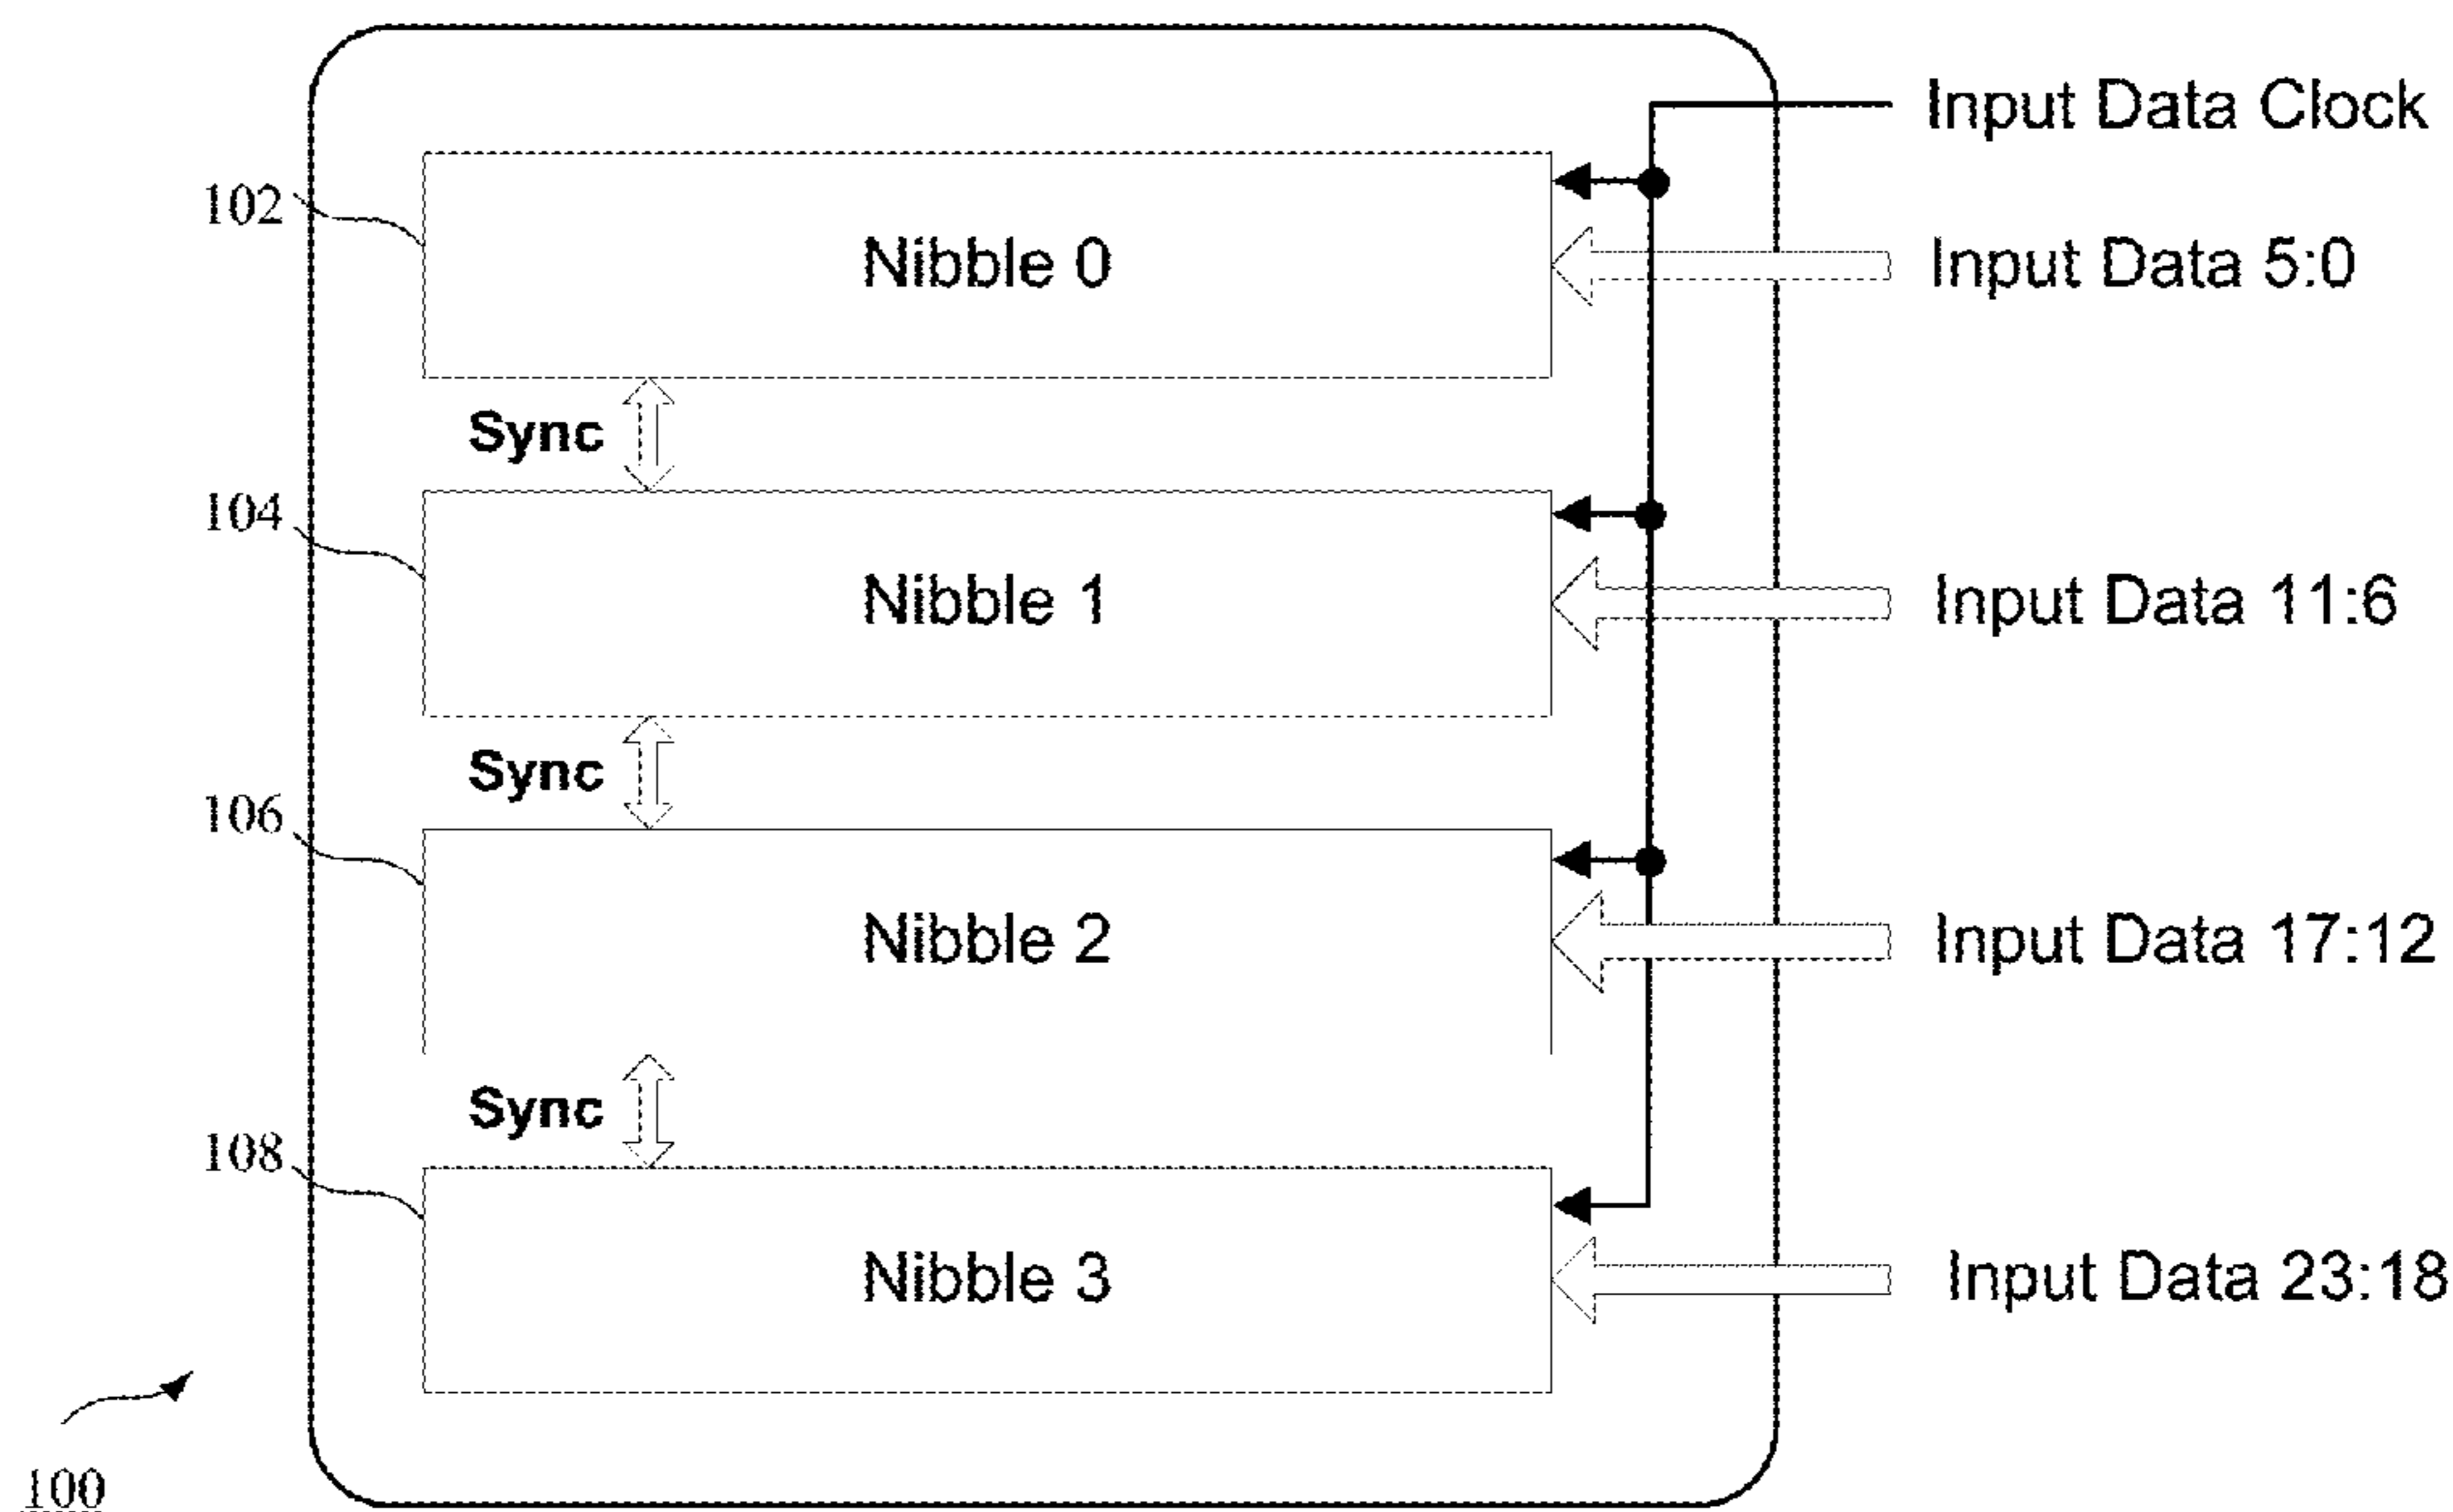 Input Data Clock
102
Nibble 0
Input Data 5:0
Sync
104
Nibble 1
Input Data 11:6
Sync
106
Nibble 2
Input Data 17:12
Sync
108
Nibble 3
Input Data 23:18
100